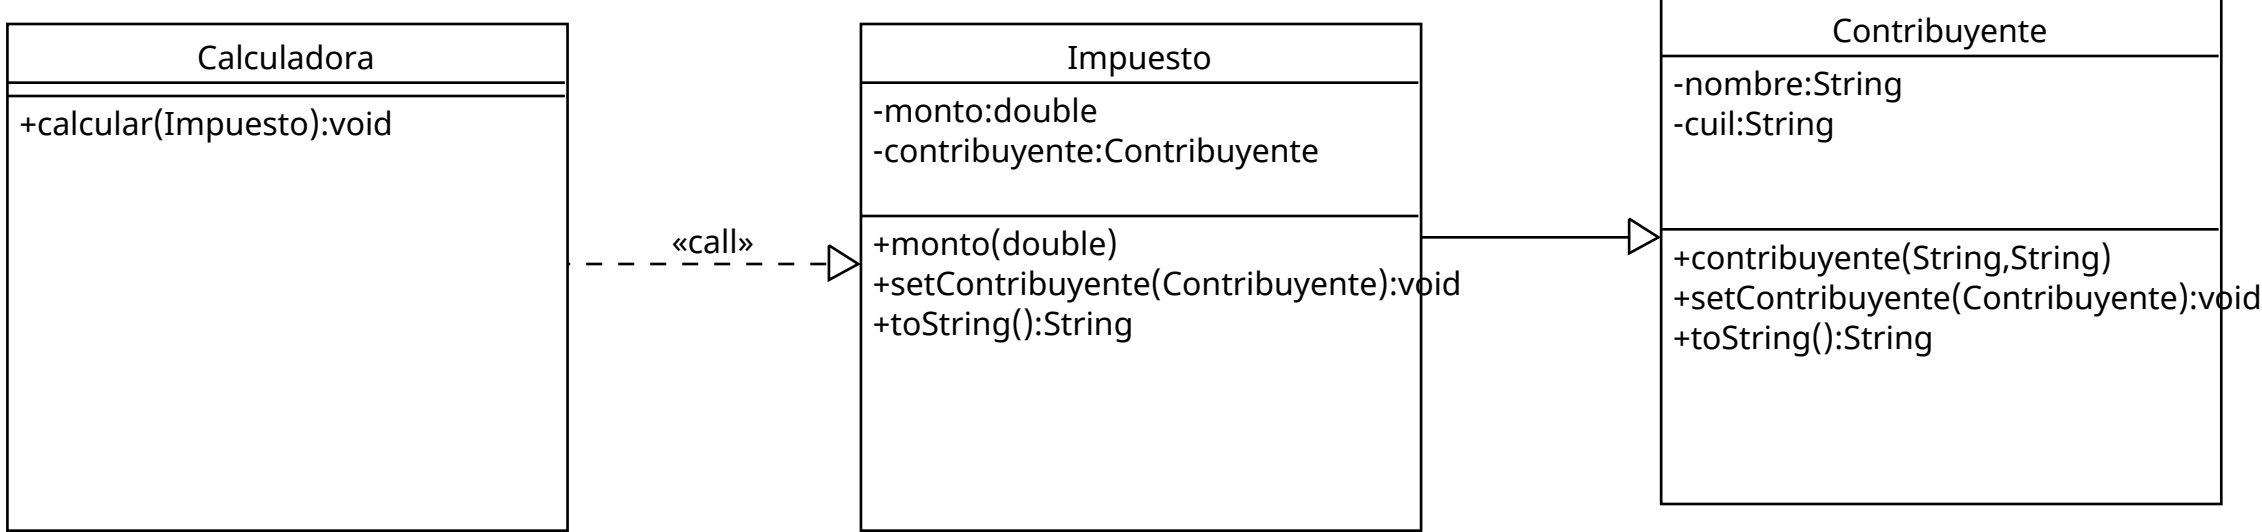 Calculadora
+calcular(Impuesto):void
«call»
Impuesto
-monto:double
-contribuyente:Contribuyente
+monto(double)
+setContribuyente(Contribuyente):void
+toString():String
Contribuyente
-nombre:String
-cuil:String
+contribuyente(String,String)
+setContribuyente(Contribuyente):void
+toString():String